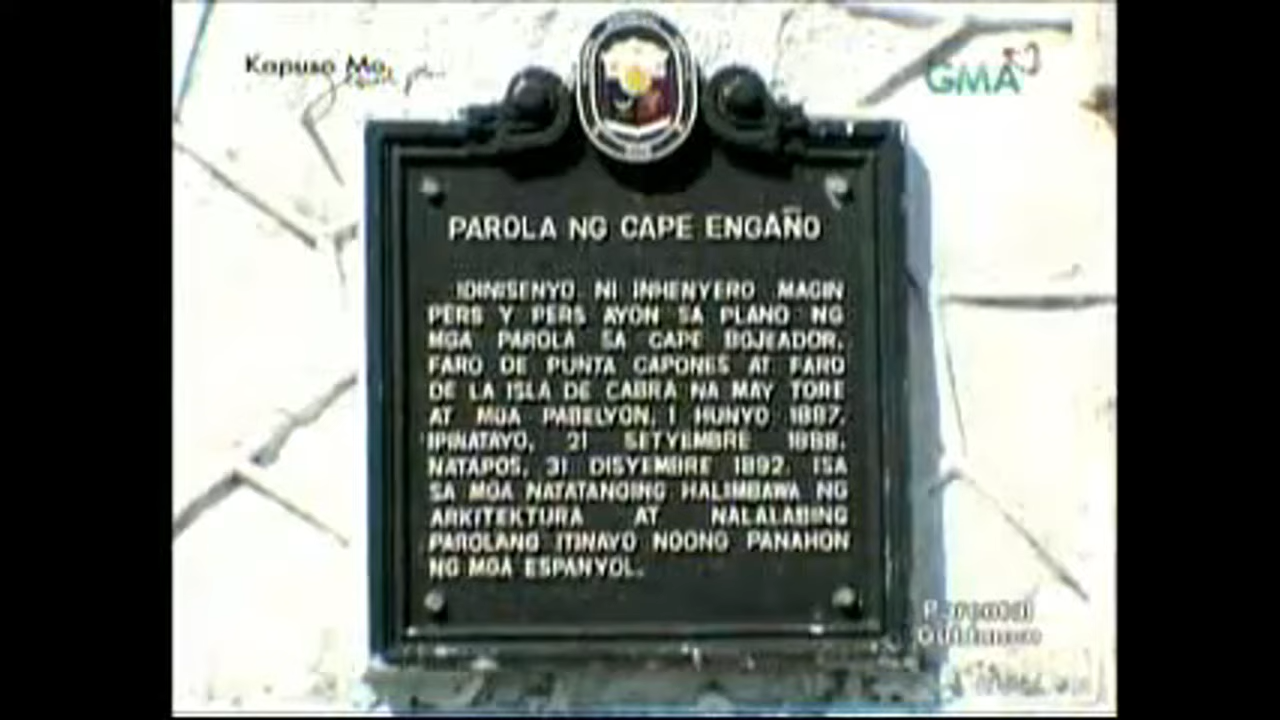 Kapuso Mo,
GMA
PAROLA NG CAPE ENGAÑO
IDINISENYO NI INHENYERO MAGIN
PERS Y PERS AYON SA PLANO NG
MGA PAROLA SA CAPE BOJEADOR,
FARO DE PUNTA CAPONES AT FARO
DE LA ISLA DE CABRA NA MAY TORE
AT MGA PABELYON, 1 HUNYO 1887.
IPINATAYO, 21 SETYEMBRE 1888.
NATAPOS, 31 DISYEMBRE 1892. ISA
SA MGA NATATANGING HALIMBAWA NG
ARKITEKTURA AT NALALABING
PAROLANG ITINAYO NOONG PANAHON
NG MGA ESPANYOL.
Parental
Guidance